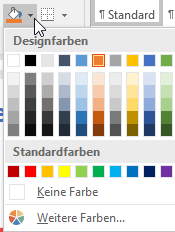 ¶ Standard
Designfarben
Standardfarben
Keine Farbe
Weitere Farben...